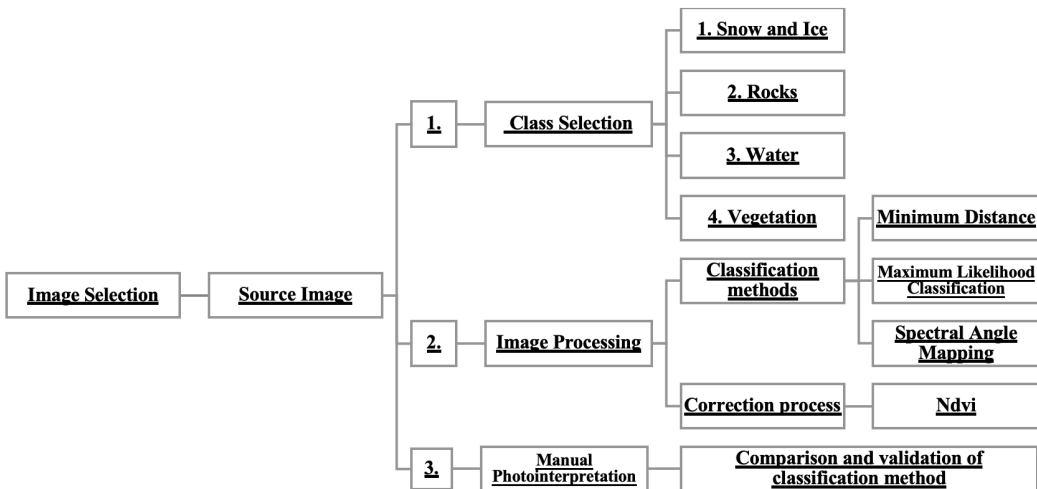 Image Selection
Source Image
1.
Class Selection
1. Snow and Ice
2. Rocks
3. Water
4. Vegetation
2.
Image Processing
Classification
methods
Minimum Distance
Maximum Likelihood
Classification
Spectral Angle
Mapping
Correction process
Ndvi
3.
Manual
Photointerpretation
Comparison and validation of
classification method